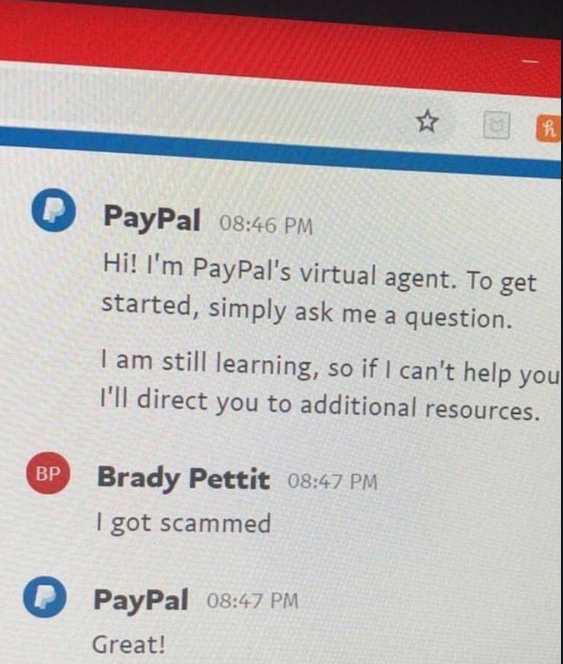 PayPal 08:46 PM
Hi! I'm PayPal's virtual agent. To get
started, simply ask me a question.
I am still learning, so if I can't help you
I'll direct you to additional resources.
BP Brady Pettit 08:47 PM
I got scammed
PayPal 08:47 PM
Great!